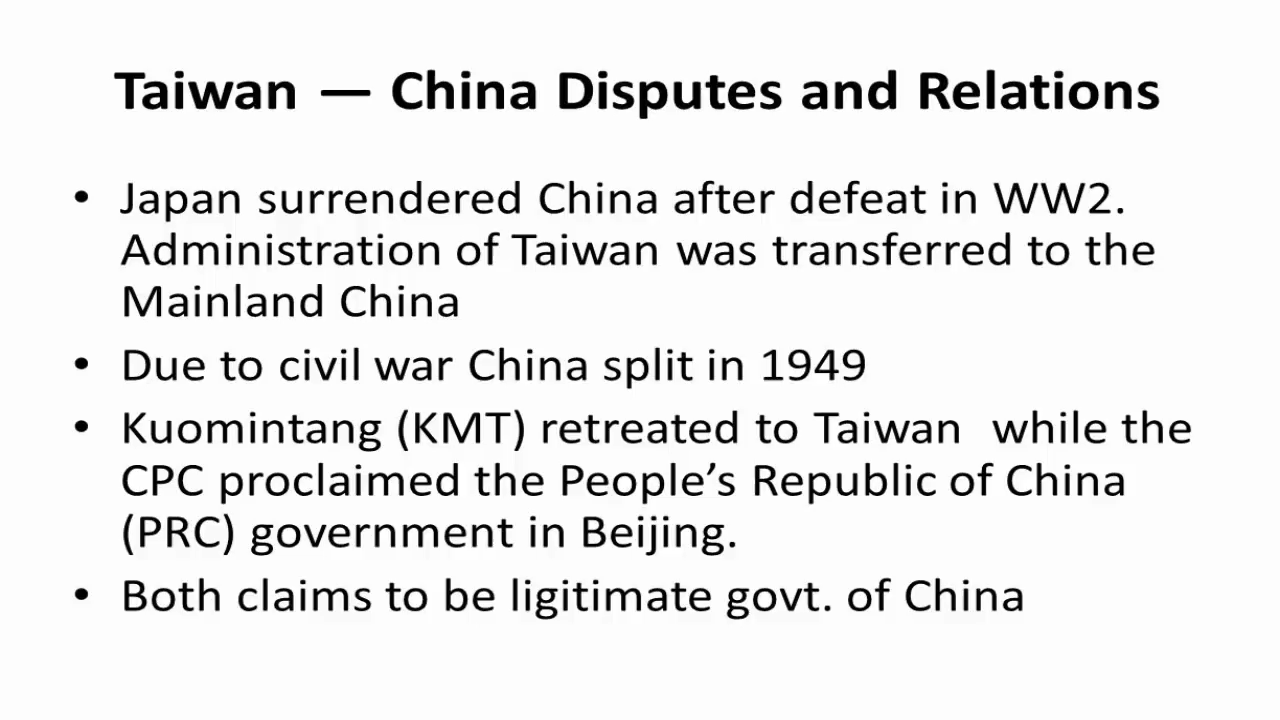 Taiwan — China Disputes and Relations
• Japan surrendered China after defeat in WW2.
Administration of Taiwan was transferred to the
Mainland China
• Due to civil war China split in 1949
• Kuomintang (KMT) retreated to Taiwan while the
CPC proclaimed the People’s Republic of China
(PRC) government in Beijing.
• Both claims to be ligitimate govt. of China